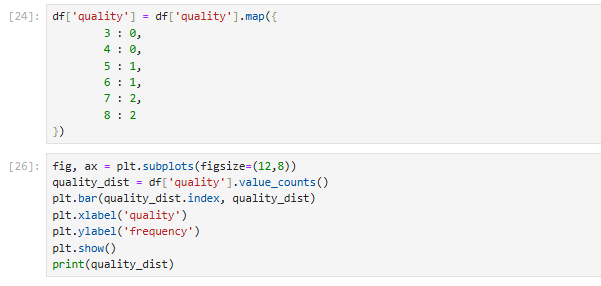 [24]: df['quality'] = df['quality'].map({
3 : 0,
4 : 0,
5 : 1,
6 : 1,
7 : 2,
8 : 2
})
[26]: fig, ax = plt.subplots(figsize=(12,8))
quality_dist = df['quality'].value_counts()
plt.bar(quality_dist.index, quality_dist)
plt.xlabel('quality')
plt.ylabel('frequency')
plt.show()
print(quality_dist)